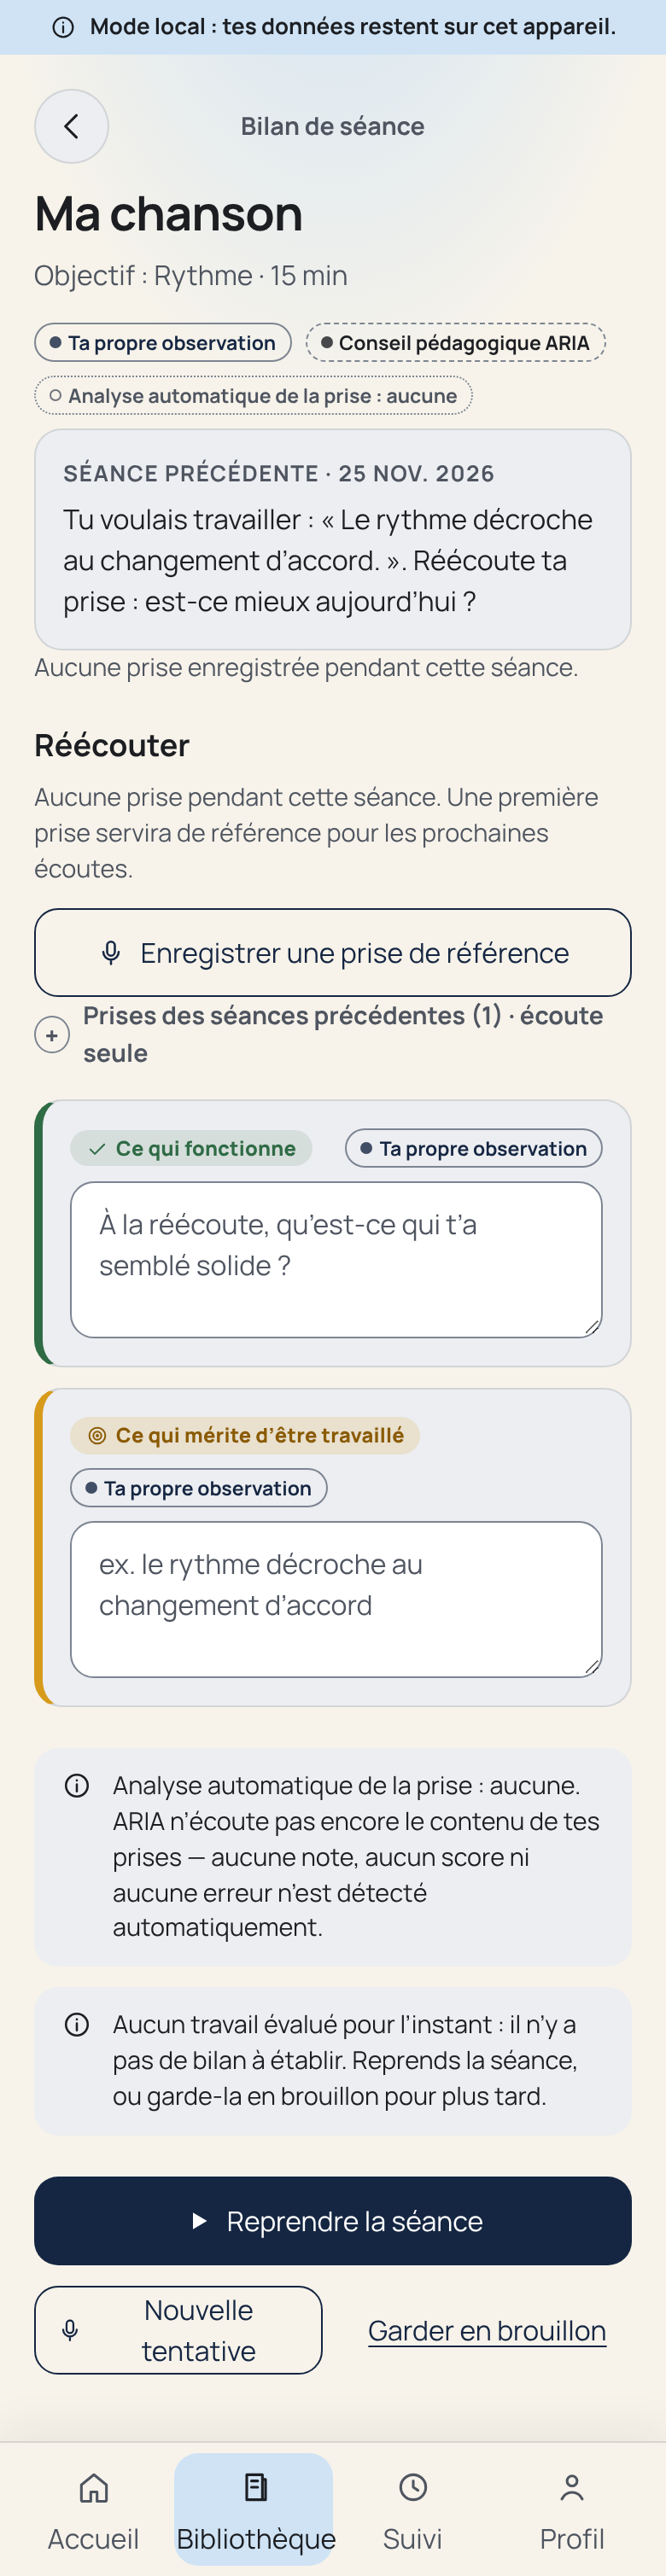 Mode local : tes données restent sur cet appareil.
Bilan de séance
Ma chanson
Objectif : Rythme · 15 min
Ta propre observation
Conseil pédagogique ARIA
Analyse automatique de la prise : aucune
SÉANCE PRÉCÉDENTE · 25 NOV. 2026
Tu voulais travailler : « Le rythme décroche
au changement d’accord. ». Réécoute ta
prise : est-ce mieux aujourd’hui ?
Aucune prise enregistrée pendant cette séance.
Réécouter
Aucune prise pendant cette séance. Une première
prise servira de référence pour les prochaines
écoutes.
Enregistrer une prise de référence
Prises des séances précédentes (1) · écoute
seule
Ce qui fonctionne
Ta propre observation
À la réécoute, qu’est-ce qui t’a
semblé solide ?
Ce qui mérite d’être travaillé
Ta propre observation
ex. le rythme décroche au
changement d’accord
Analyse automatique de la prise : aucune.
ARIA n’écoute pas encore le contenu de tes
prises — aucune note, aucun score ni
aucune erreur n’est détecté
automatiquement.
Aucun travail évalué pour l’instant : il n’y a
pas de bilan à établir. Reprends la séance,
ou garde-la en brouillon pour plus tard.
Reprendre la séance
Nouvelle
tentative
Garder en brouillon
Accueil
Bibliothèque
Suivi
Profil